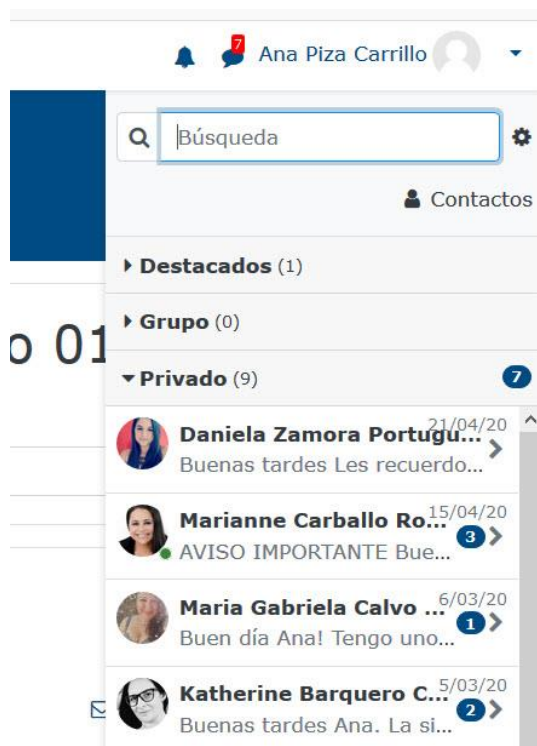 7
Ana Piza Carrillo
Búsqueda
Contactos
Destacados (1)
Grupo (0)
o 01
Privado (9) 7
21/04/20
Daniela Zamora Portugu...
Buenas tardes Les recuerdo...
15/04/20
Marianne Carballo Ro...
3
AVISO IMPORTANTE Bue...
6/03/20
Maria Gabriela Calvo ...
1
Buen día Ana! Tengo uno...
5/03/20
Katherine Barquero C...
2
Buenas tardes Ana. La si...